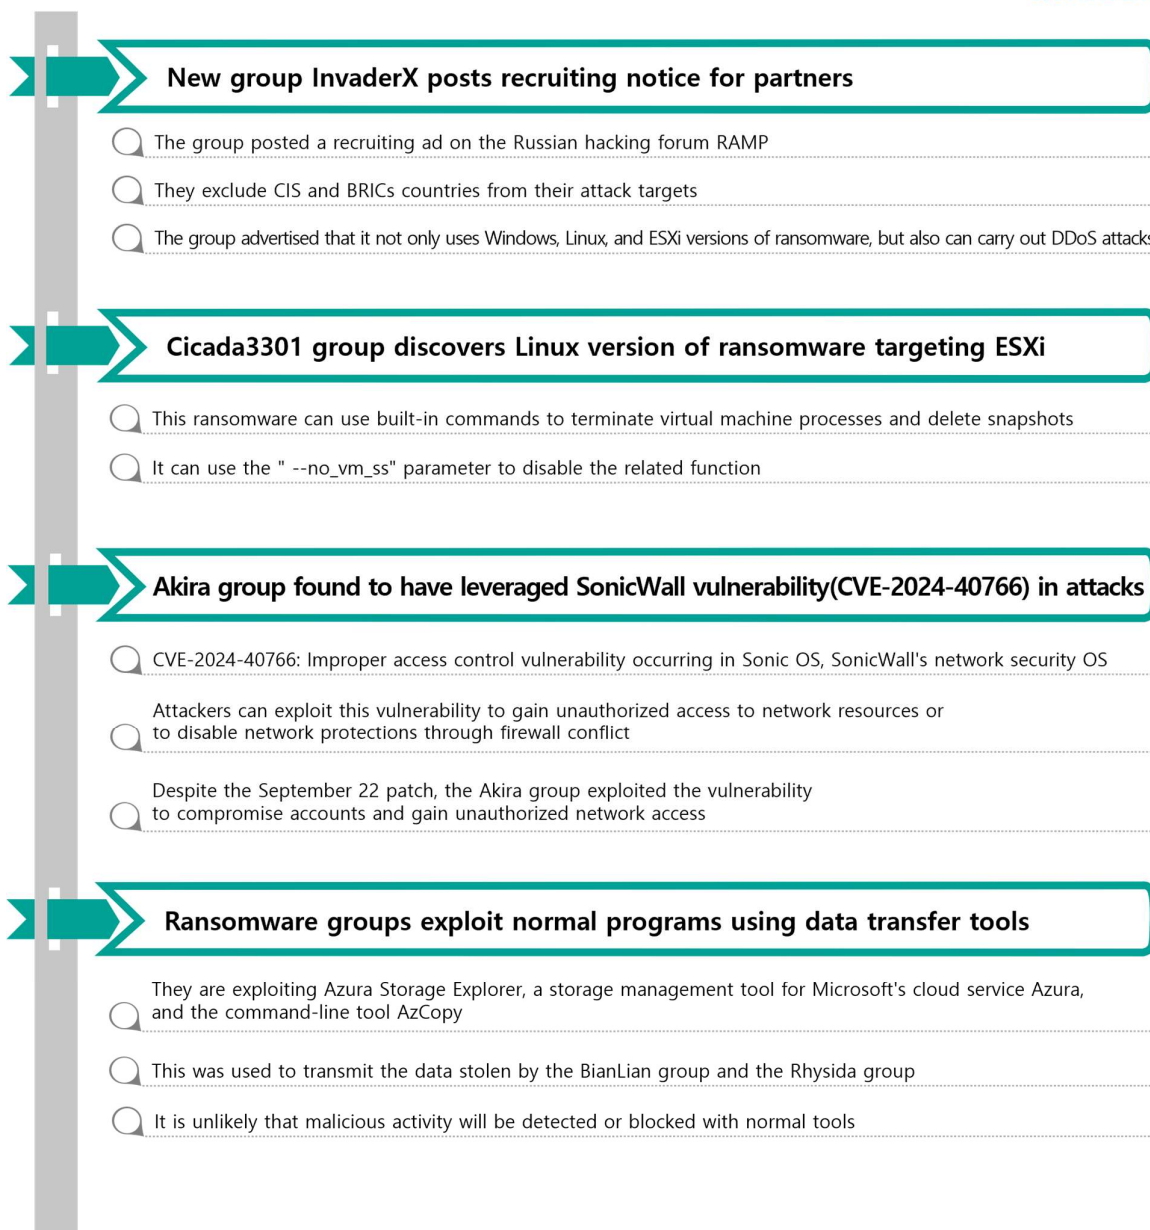 New group InvaderX posts recruiting notice for partners
The group posted a recruiting ad on the Russian hacking forum RAMP
They exclude CIS and BRICs countries from their attack targets
The group advertised that it not only uses Windows, Linux, and ESXi versions of ransomware, but also can carry out DDoS attacks
Cicada3301 group discovers Linux version of ransomware targeting ESXi
This ransomware can use built-in commands to terminate virtual machine processes and delete snapshots
It can use the " --no_vm_ss" parameter to disable the related function
Akira group found to have leveraged SonicWall vulnerability(CVE-2024-40766) in attacks
CVE-2024-40766: Improper access control vulnerability occurring in Sonic OS, SonicWall's network security OS
Attackers can exploit this vulnerability to gain unauthorized access to network resources or
to disable network protections through firewall conflict
Despite the September 22 patch, the Akira group exploited the vulnerability
to compromise accounts and gain unauthorized network access
Ransomware groups exploit normal programs using data transfer tools
They are exploiting Azura Storage Explorer, a storage management tool for Microsoft's cloud service Azura,
and the command-line tool AzCopy
This was used to transmit the data stolen by the BianLian group and the Rhysida group
It is unlikely that malicious activity will be detected or blocked with normal tools